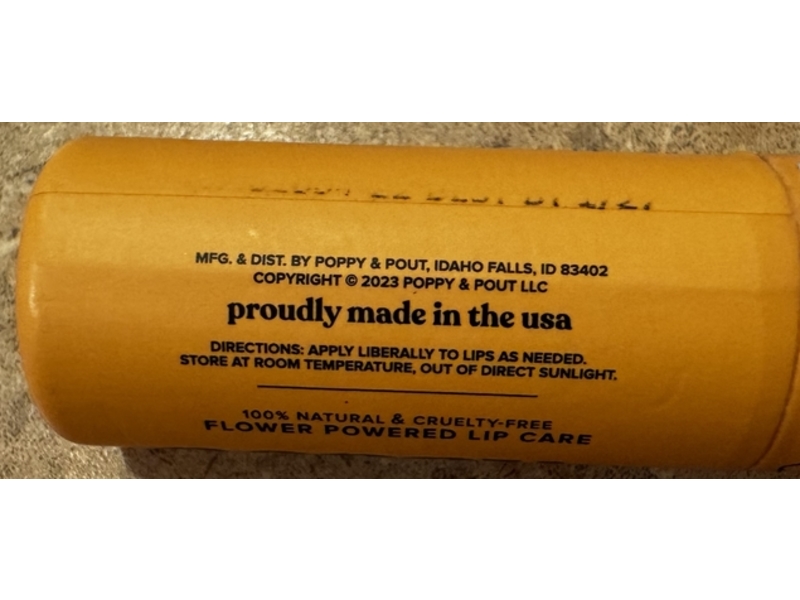 MFG. & DIST. BY POPPY & POUT, IDAHO FALLS, ID 83402
COPYRIGHT © 2023 POPPY & POUT LLC
proudly made in the usa
DIRECTIONS: APPLY LIBERALLY TO LIPS AS NEEDED.
STORE AT ROOM TEMPERATURE, OUT OF DIRECT SUNLIGHT.
100% NATURAL & CRUELTY-FREE
FLOWER POWERED LIP CARE